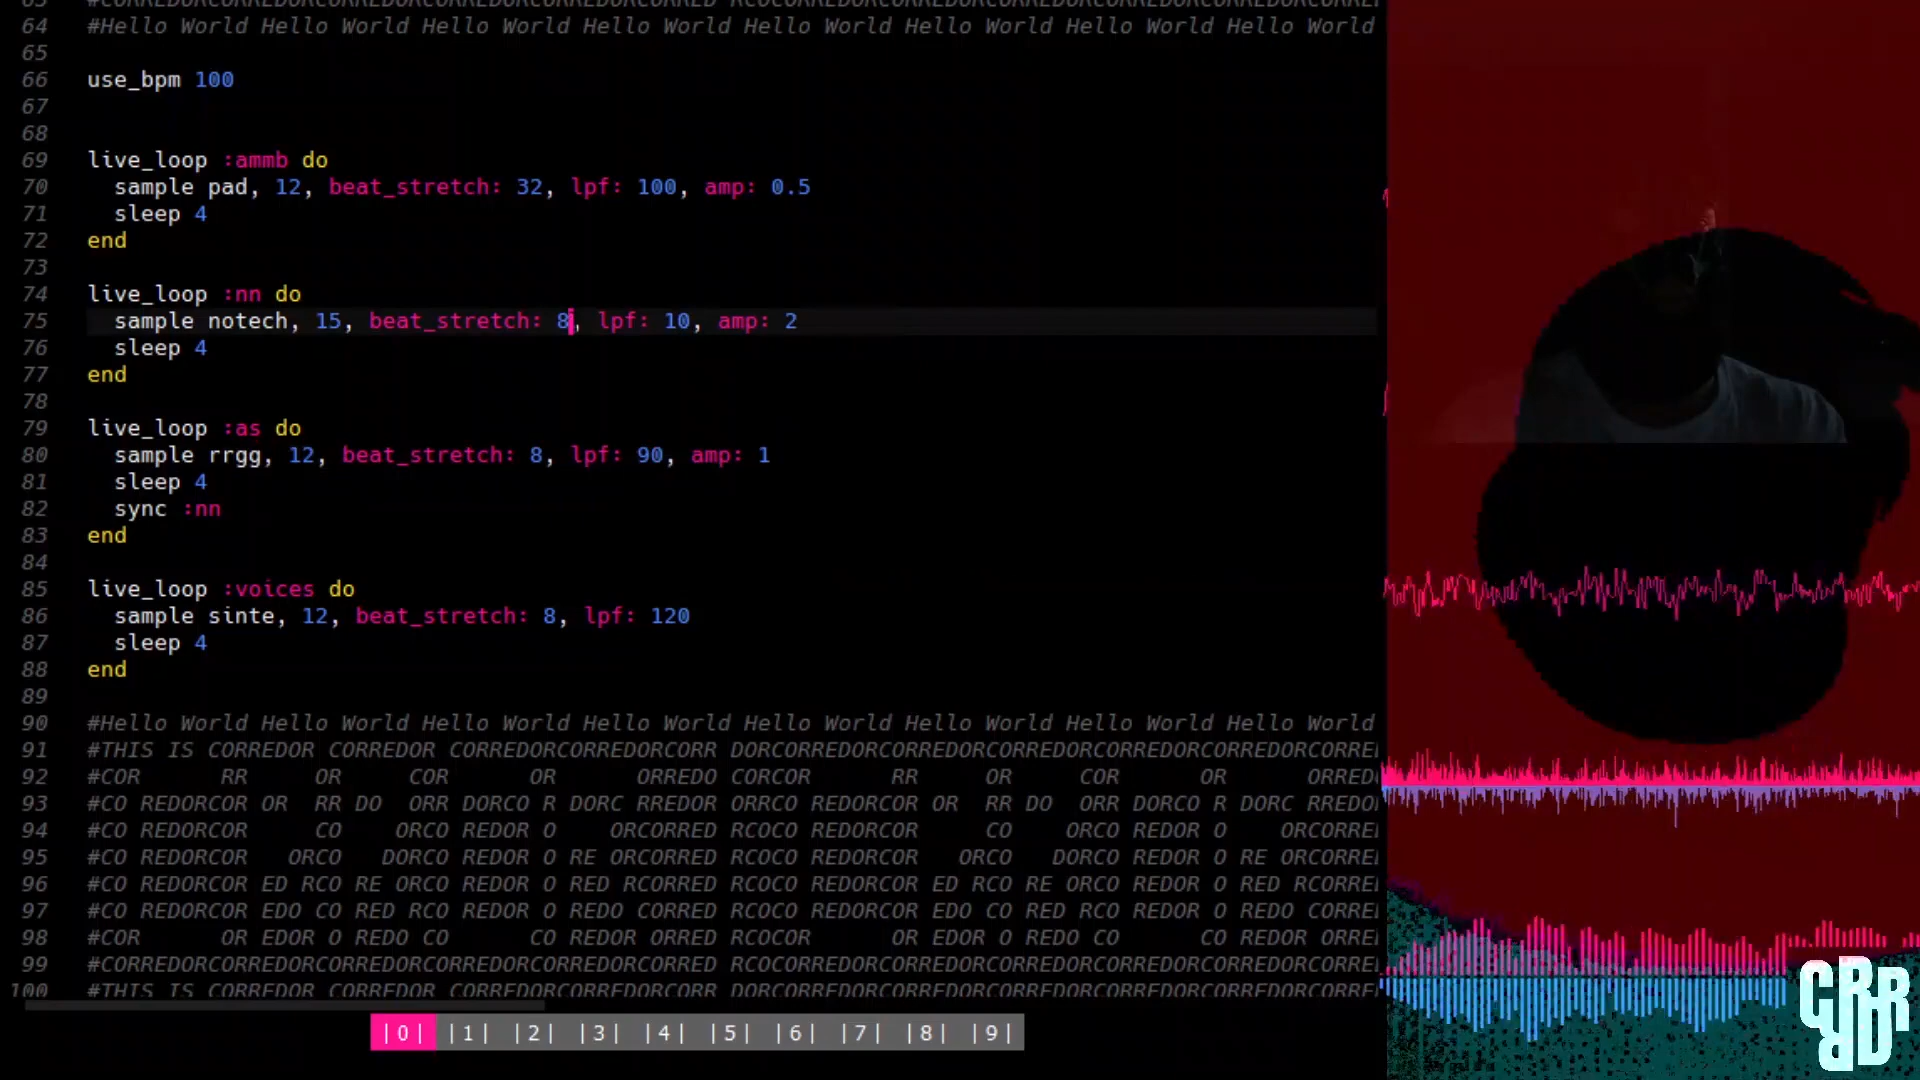 64 #Hello World Hello World Hello World Hello World Hello World Hello World Hello World Hello World
65
66 use_bpm 100
67
68
69 live_loop :ammb do
70 sample pad, 12, beat_stretch: 32, lpf: 100, amp: 0.5
71 sleep 4
72 end
73
74 live_loop :nn do
75 sample notech, 15, beat_stretch: 8, lpf: 10, amp: 2
76 sleep 4
77 end
78
79 live_loop :as do
80 sample rrgg, 12, beat_stretch: 8, lpf: 90, amp: 1
81 sleep 4
82 sync :nn
83 end
84
85 live_loop :voices do
86 sample sinte, 12, beat_stretch: 8, lpf: 120
87 sleep 4
88 end
89
90 #Hello World Hello World Hello World Hello World Hello World Hello World Hello World Hello World
91 #THIS IS CORREDOR CORREDOR CORREDORCORREDORCORR DORCORREDORCORREDORCORREDORCORREDORCORREDORCORRED
92 #COR RR OR COR OR ORREDO CORCOR RR OR COR OR ORREDO
93 #CO REDORCOR OR RR DO ORR DORCO R DORC RREDOR ORRCO REDORCOR OR RR DO ORR DORCO R DORC RREDO
94 #CO REDORCOR CO ORCO REDOR O ORCORRED RCOCO REDORCOR CO ORCO REDOR O ORCORRE
95 #CO REDORCOR ORCO DORCO REDOR O RE ORCORRED RCOCO REDORCOR ORCO DORCO REDOR O RE ORCORRE
96 #CO REDORCOR ED RCO RE ORCO REDOR O RED RCORRED RCOCO REDORCOR ED RCO RE ORCO REDOR O RED RCORRE
97 #CO REDORCOR EDO CO RED RCO REDOR O REDO CORRED RCOCO REDORCOR EDO CO RED RCO REDOR O REDO CORRE
98 #COR OR EDOR O REDO CO CO REDOR ORRED RCOCOR OR EDOR O REDO CO CO REDOR ORRE
99 #CORREDORCORREDORCORREDORCORREDORCORREDORCORRED RCOCORREDORCORREDORCORREDORCORREDORCORREDORCORRE
100 #THIS IS CORREDOR CORREDOR CORREDORCORREDORCORR DORCORREDORCORREDORCORREDORCORREDORCORREDORCORRE
|0| |1| |2| |3| |4| |5| |6| |7| |8| |9|